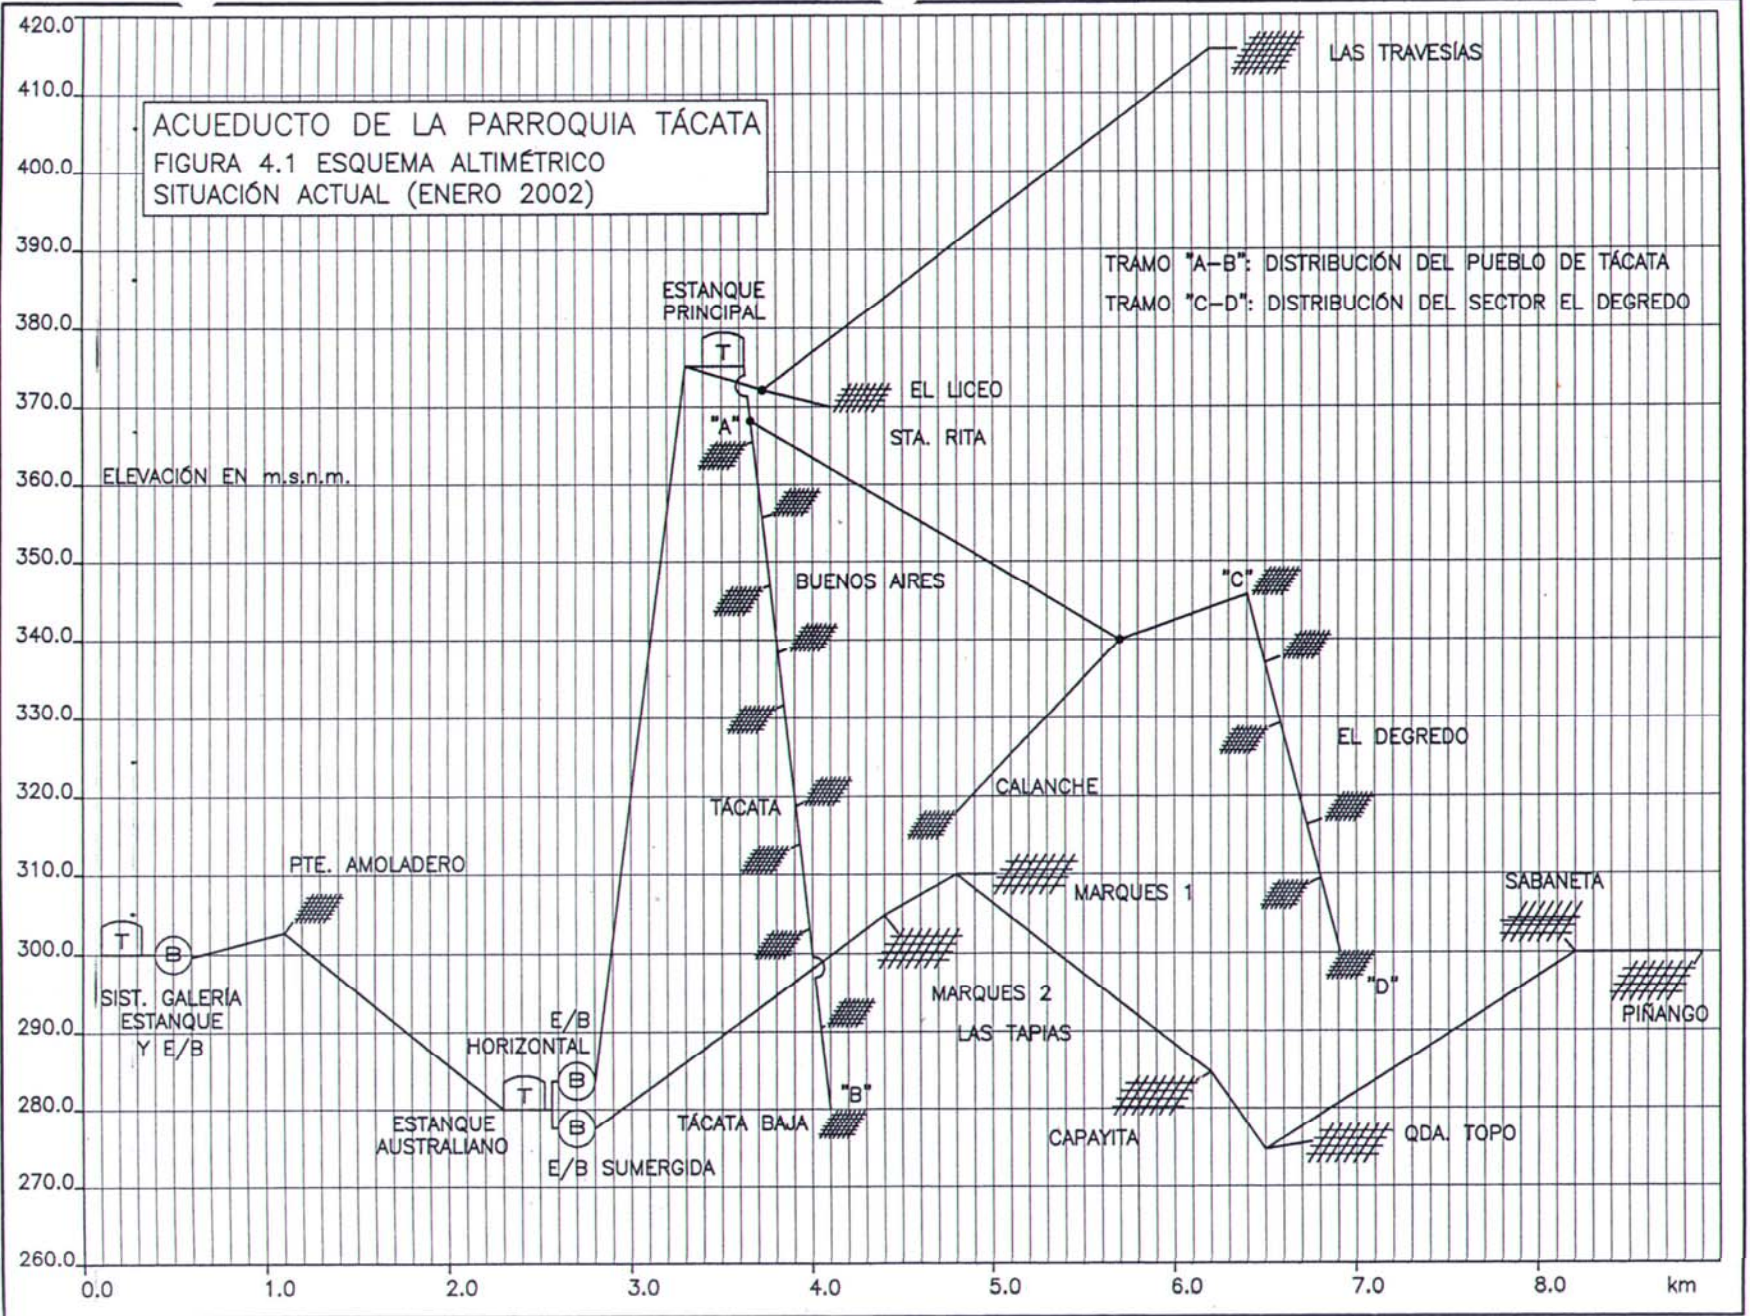 420.0
410.0
400.0
390.0
380.0
370.0
360.0
350.0
340.0
330.0
320.0
310.0
300.0
290.0
280.0
270.0
260.0
ACUEDUCTO DE LA PARROQUIA TÁCATA
FIGURA 4.1 ESQUEMA ALTIMÉTRICO
SITUACIÓN ACTUAL (ENERO 2002)
LAS TRAVESÍAS
TRAMO "A-B": DISTRIBUCIÓN DEL PUEBLO DE TÁCATA
TRAMO "C-D": DISTRIBUCIÓN DEL SECTOR EL DEGREDO
ESTANQUE
PRINCIPAL
T
EL LICEO
"A"
STA. RITA
ELEVACIÓN EN m.s.n.m.
BUENOS AIRES
"C"
EL DEGREDO
CALANCHE
TÁCATA
PTE. AMOLADERO
MARQUES 1
SABANETA
T
B
SIST. GALERÍA
ESTANQUE
Y E/B
"D"
MARQUES 2
LAS TAPIAS
PIÑANGO
E/B
HORIZONTAL
B
T
B
"B"
ESTANQUE
AUSTRALIANO
TÁCATA BAJA
E/B SUMERGIDA
CAPAYITA
QDA. TOPO
0.0 1.0 2.0 3.0 4.0 5.0 6.0 7.0 8.0 km